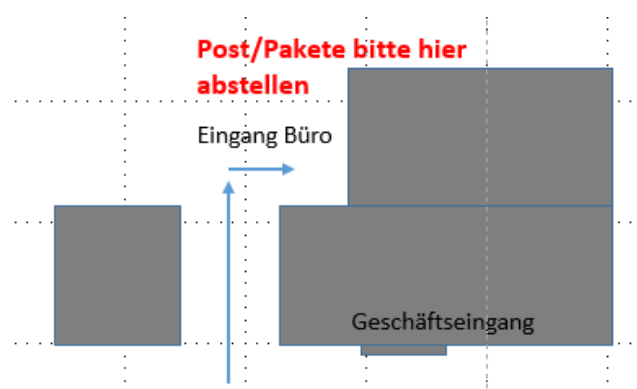 Post/Pakete bitte hier
abstellen
Eingang Büro
Geschäftseingang